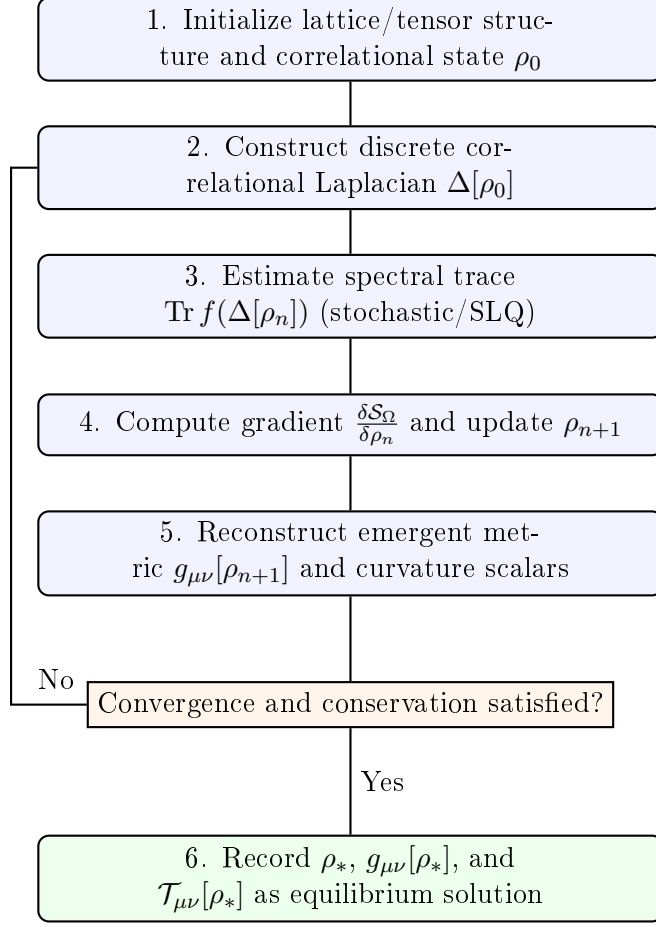 1. Initialize lattice/tensor struc-
ture and correlational state ρ₀
2. Construct discrete cor-
relational Laplacian Δ[ρ₀]
3. Estimate spectral trace
Tr f(Δ[ρₙ]) (stochastic/SLQ)
4. Compute gradient δS_Ω/δρₙ and update ρₙ₊₁
5. Reconstruct emergent met-
ric g_μν[ρₙ₊₁] and curvature scalars
No
Convergence and conservation satisfied?
Yes
6. Record ρ∗, g_μν[ρ∗], and
𝒯_μν[ρ∗] as equilibrium solution